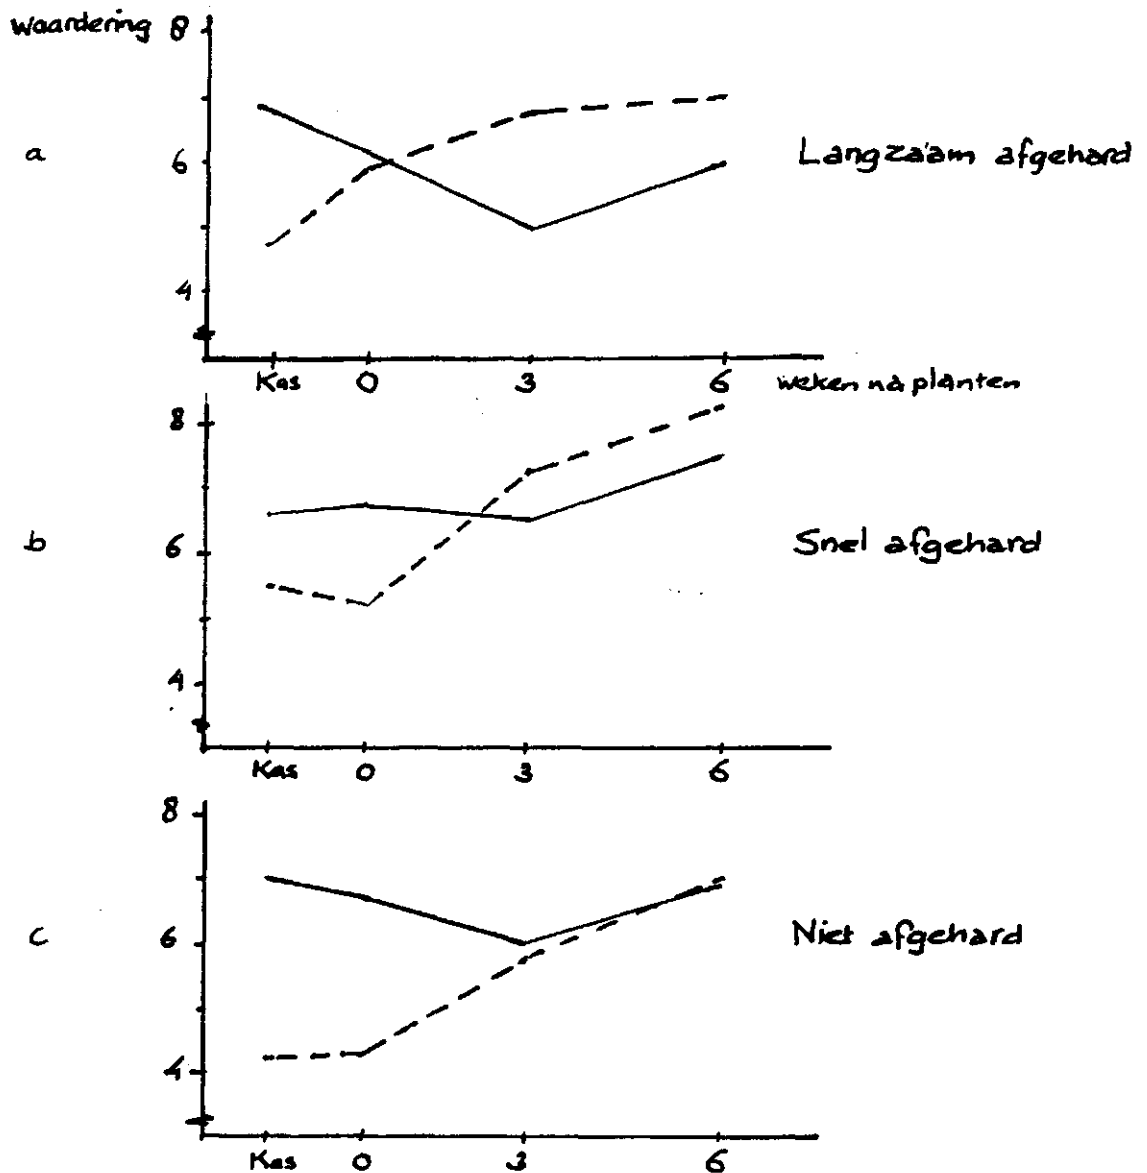 waardering 8
a
6
Langzaam afgehard
4
Kas 0 3 6 weken na planten
8
b
6
Snel afgehard
4
Kas 0 3 6
8
c
6
Niet afgehard
4
Kas 0 3 6